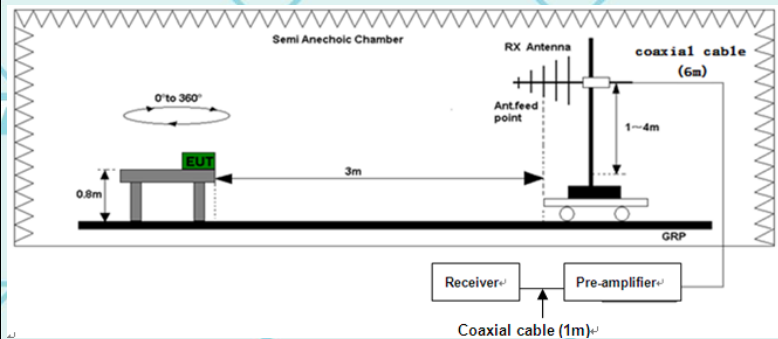 Semi Anechoic Chamber
RX Antenna
coaxial cable
(6m)
0°to 360°
Ant.feed
point
1~4m
EUT
3m
0.8m
GRP
Receiver
Pre-amplifier
Coaxial cable (1m)